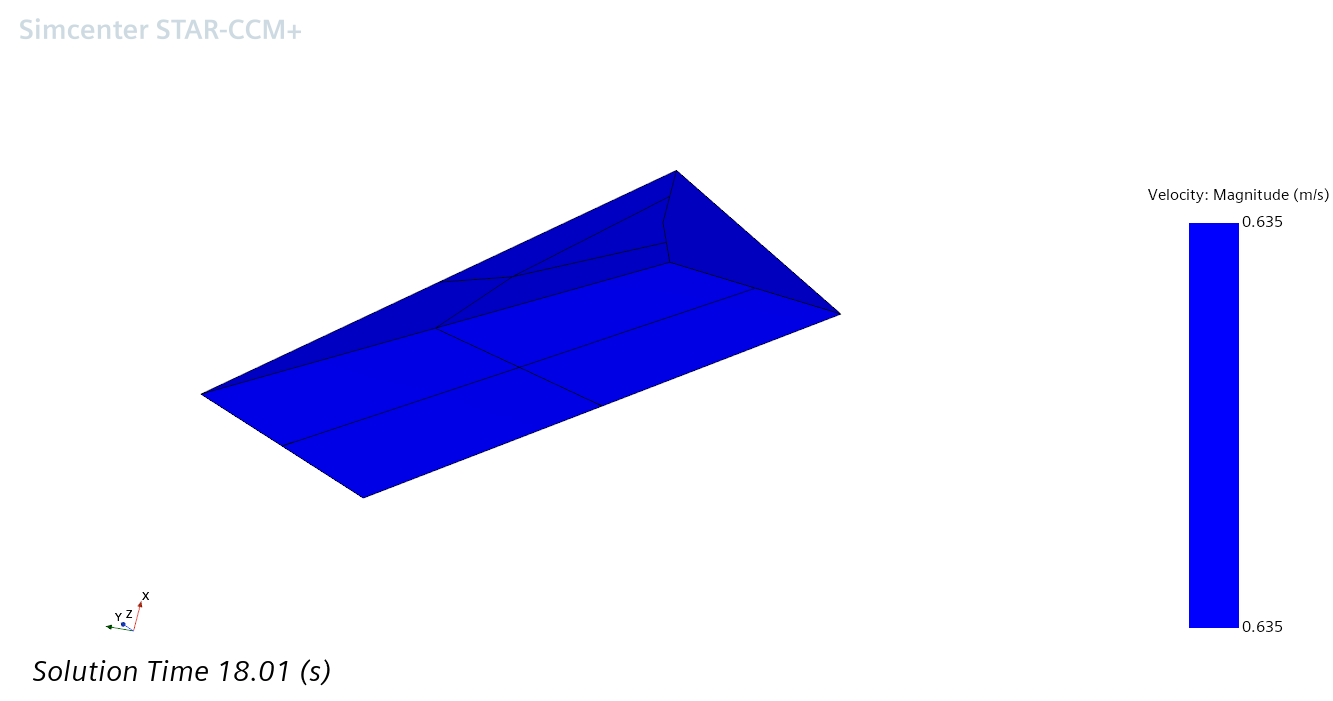 Simcenter STAR-CCM+
Velocity: Magnitude (m/s)
0.635
0.635
X
Y
Z
Solution Time 18.01 (s)